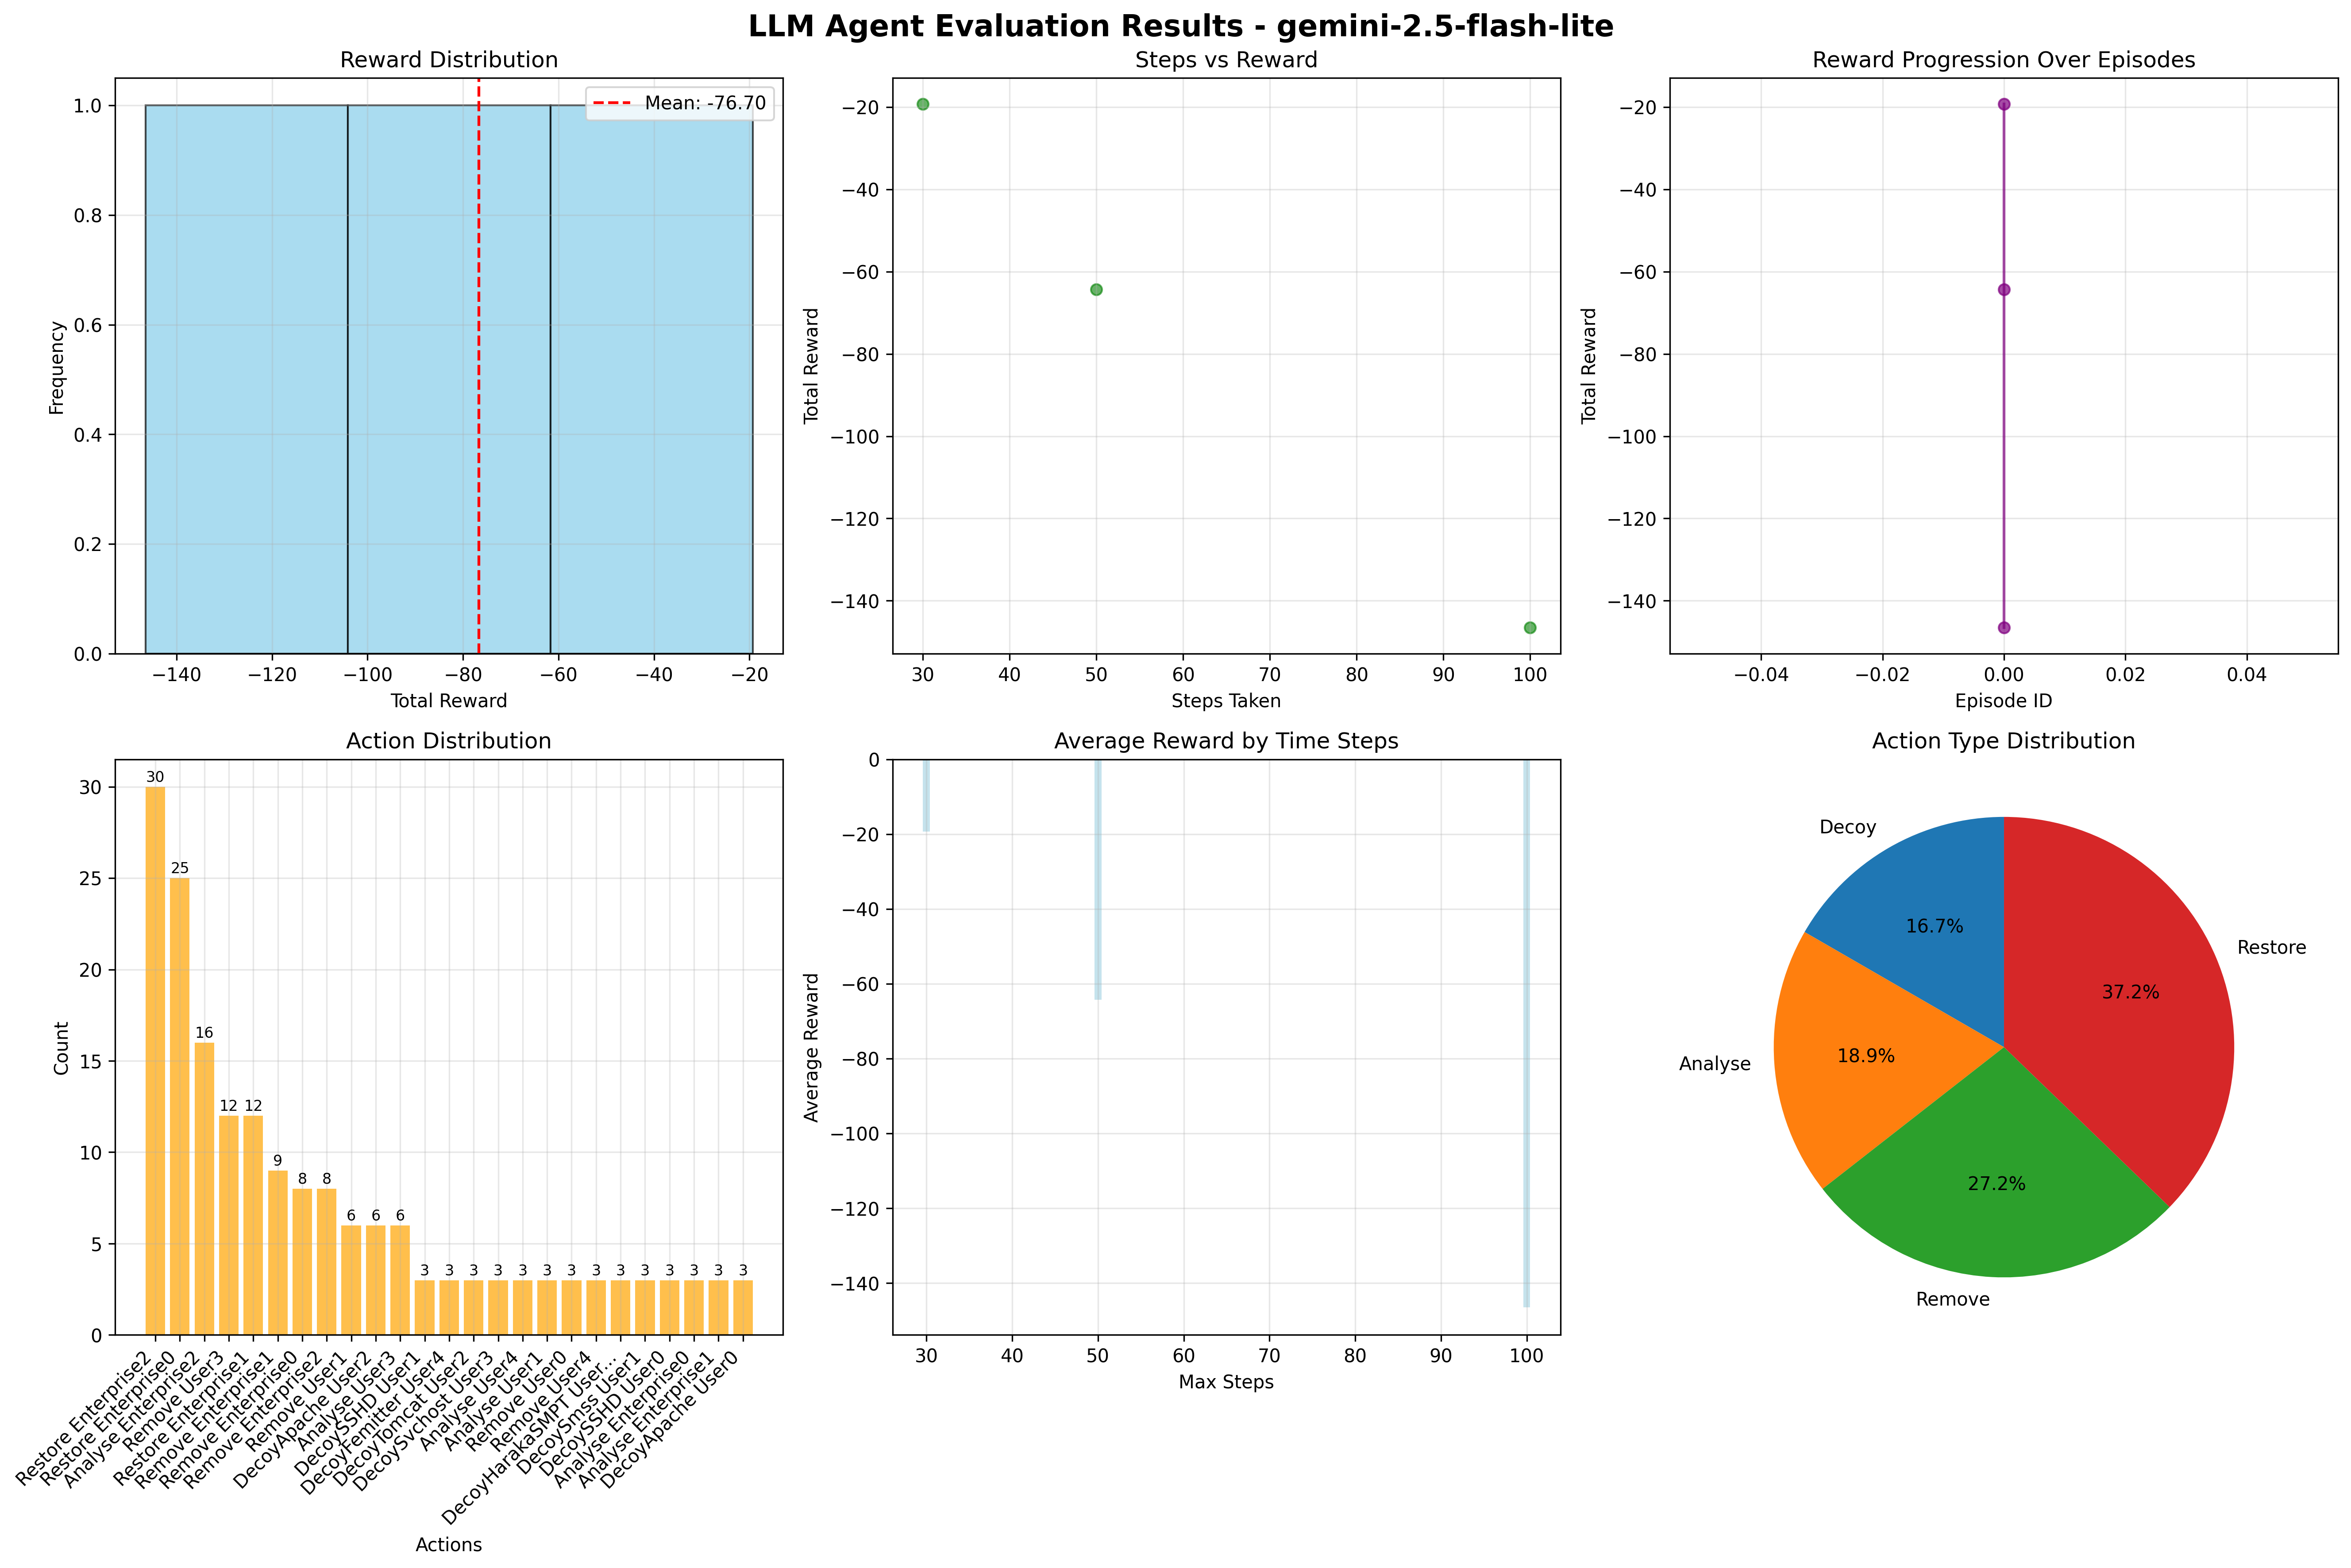 LLM Agent Evaluation Results - gemini-2.5-flash-lite
Reward Distribution
Mean: -76.70
1.0
0.8
0.6
0.4
0.2
0.0
Frequency
−140
−120
−100
−80
−60
−40
−20
Total Reward
Steps vs Reward
−20
−40
−60
−80
−100
−120
−140
Total Reward
30
40
50
60
70
80
90
100
Steps Taken
Reward Progression Over Episodes
−20
−40
−60
−80
−100
−120
−140
Total Reward
−0.04
−0.02
0.00
0.02
0.04
Episode ID
Action Distribution
30
25
20
15
10
5
0
Count
30
25
16
12
12
9
8
8
6
6
6
3
3
3
3
3
3
3
3
3
3
3
3
3
3
Restore Enterprise2
Restore Enterprise0
Analyse Enterprise2
Remove User3
Restore Enterprise1
Remove Enterprise1
Remove Enterprise0
Remove Enterprise2
Remove User1
DecoyApache User2
Analyse User3
DecoySSHD User1
DecoyFemitter User4
DecoyTomcat User2
DecoySvchost User3
Analyse User4
Analyse User1
Remove User0
Remove User4
DecoyHarakaSMPT User...
DecoySmss User1
DecoySSHD User0
Analyse Enterprise0
Analyse Enterprise1
DecoyApache User0
Actions
Average Reward by Time Steps
0
−20
−40
−60
−80
−100
−120
−140
Average Reward
30
40
50
60
70
80
90
100
Max Steps
Action Type Distribution
Decoy
16.7%
Restore
37.2%
Analyse
18.9%
27.2%
Remove